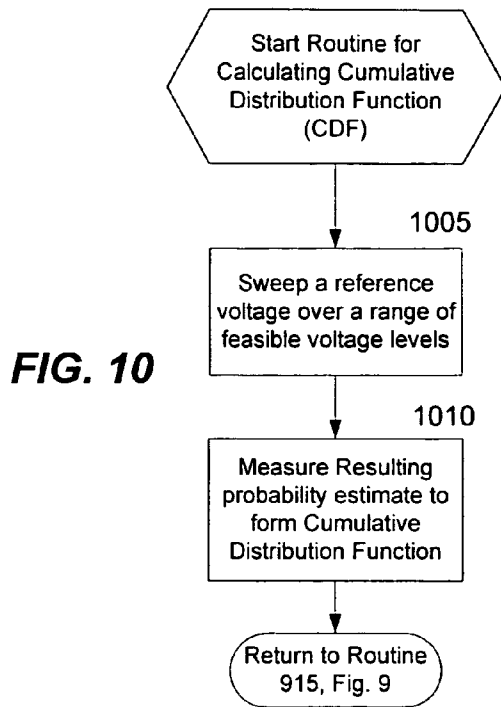 Start Routine for
Calculating Cumulative
Distribution Function
(CDF)
1005
Sweep a reference
voltage over a range of
feasible voltage levels
FIG. 10
1010
Measure Resulting
probability estimate to
form Cumulative
Distribution Function
Return to Routine
915, Fig. 9